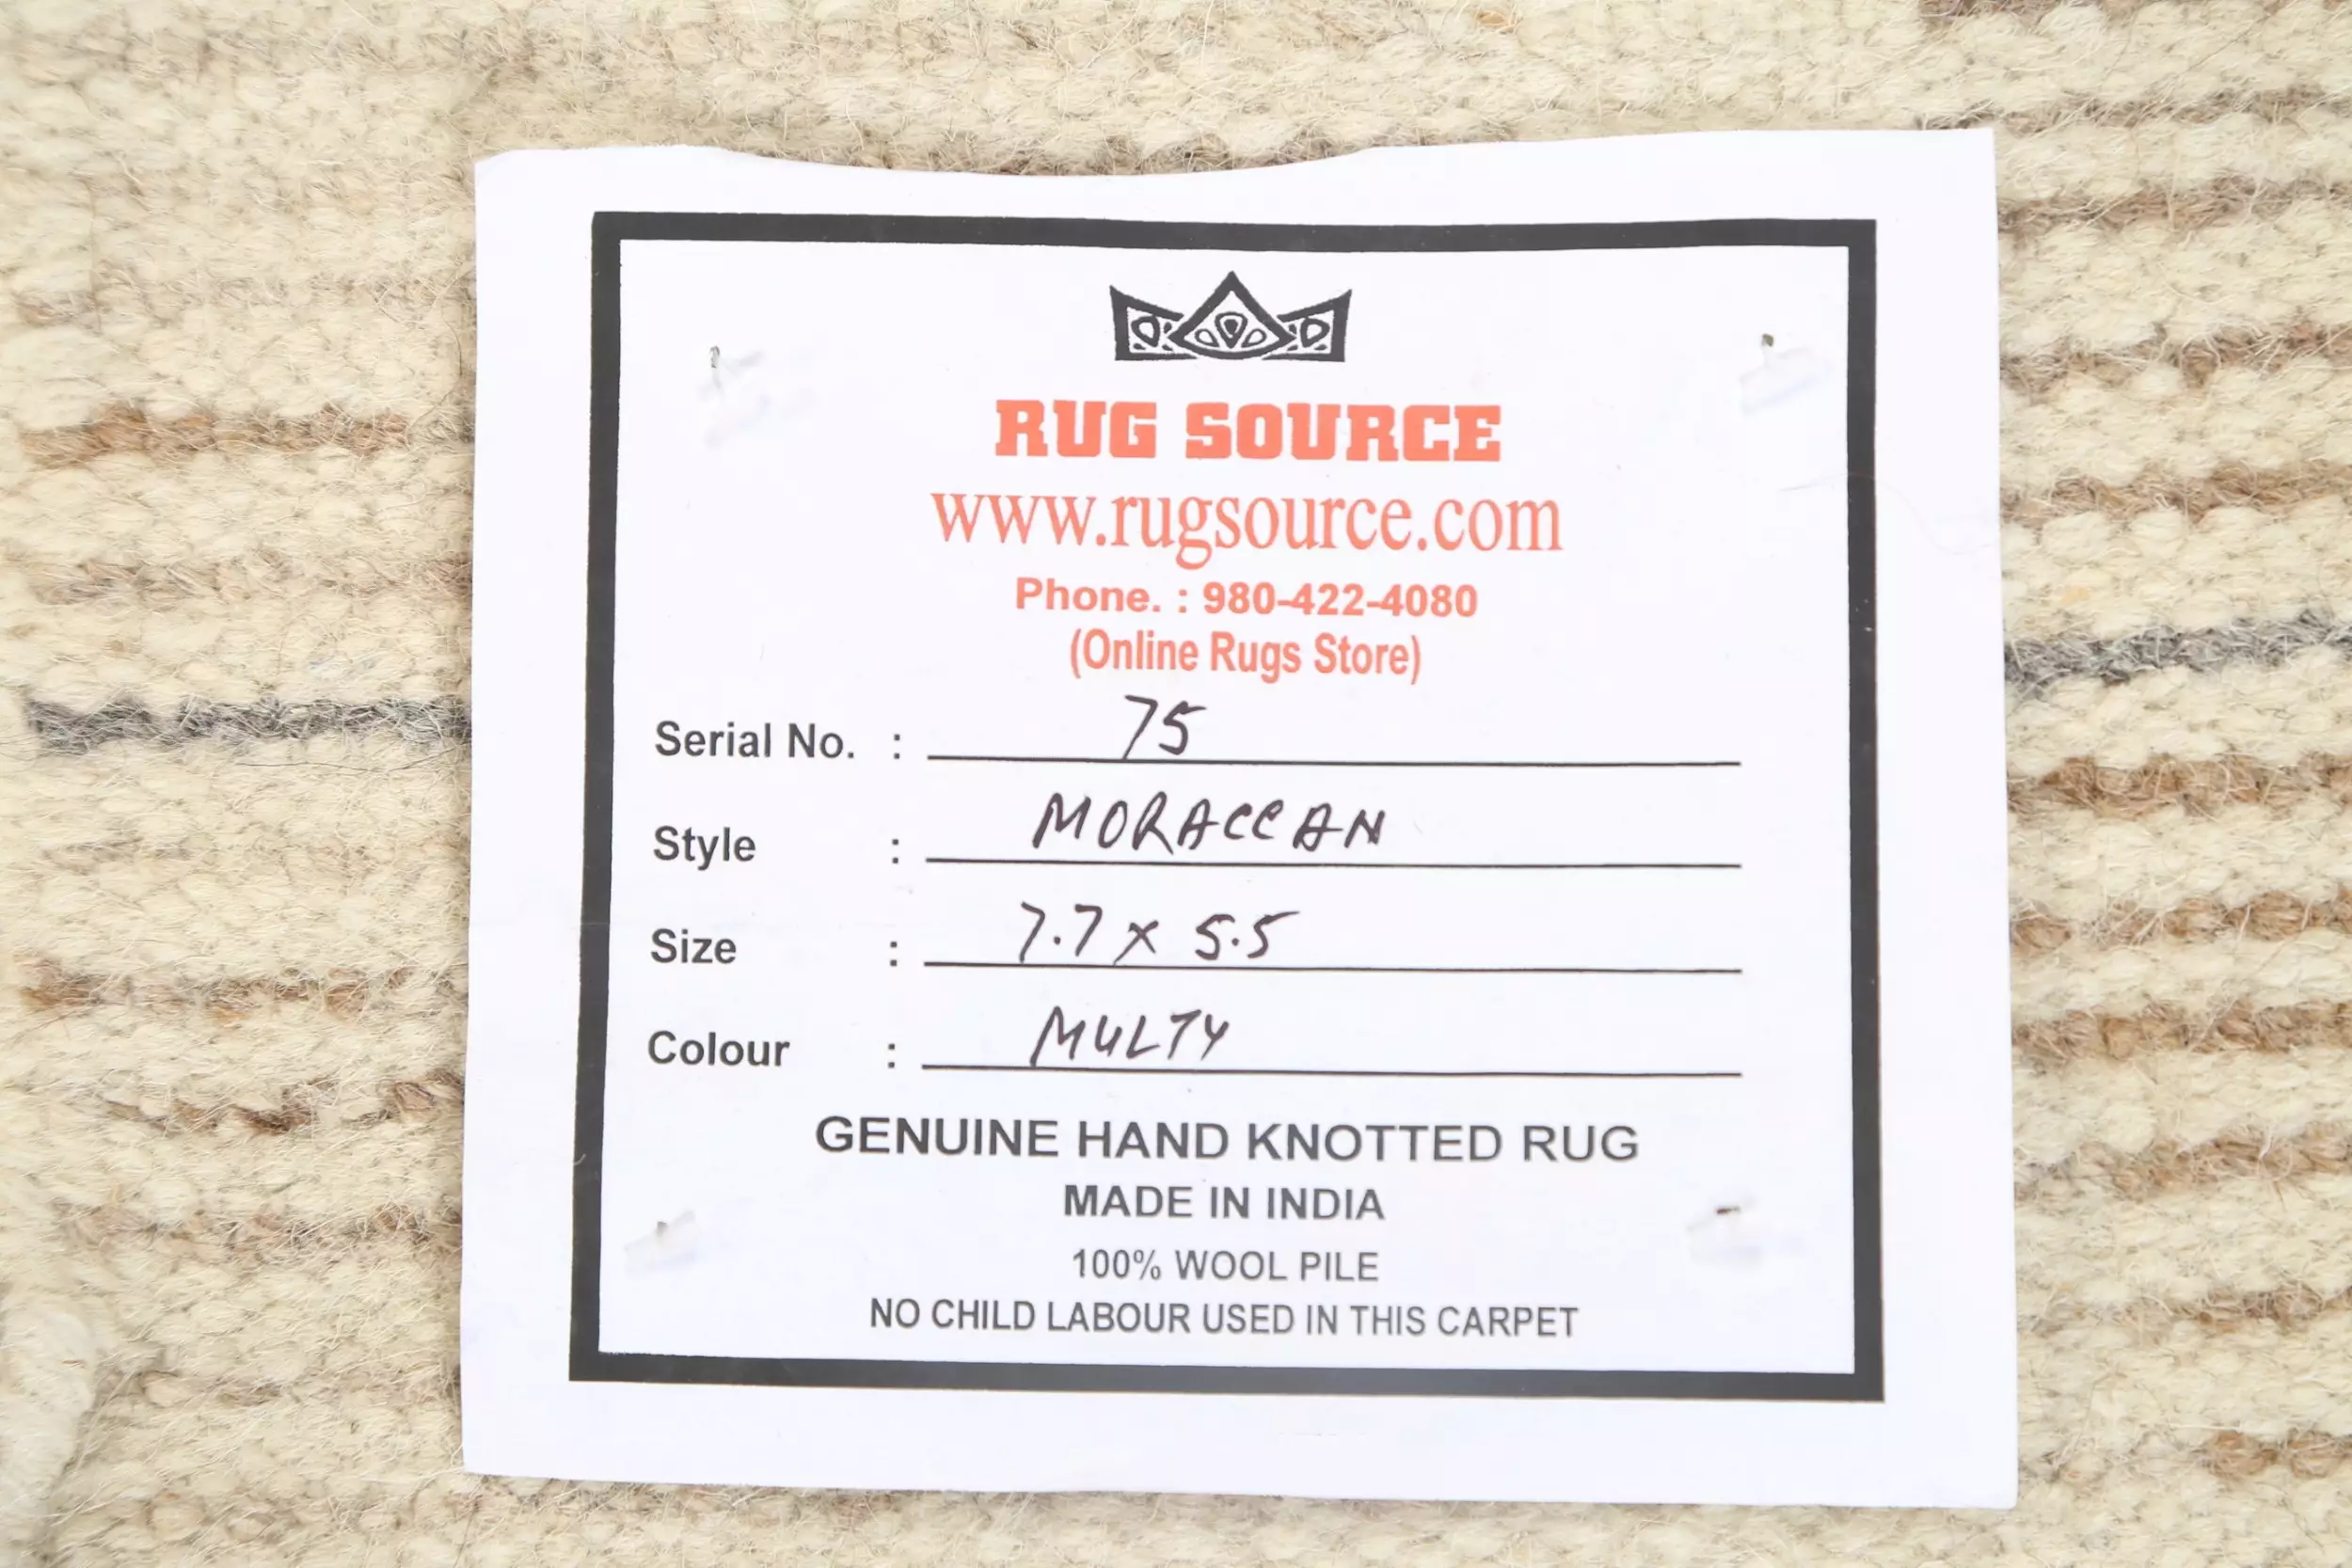 RUG SOURCE
www.rugsource.com
Phone. : 980-422-4080
(Online Rugs Store)
Serial No. : 75
Style : MORACCAN
Size : 7.7 x 5.5
Colour : MULTY
GENUINE HAND KNOTTED RUG
MADE IN INDIA
100% WOOL PILE
NO CHILD LABOUR USED IN THIS CARPET